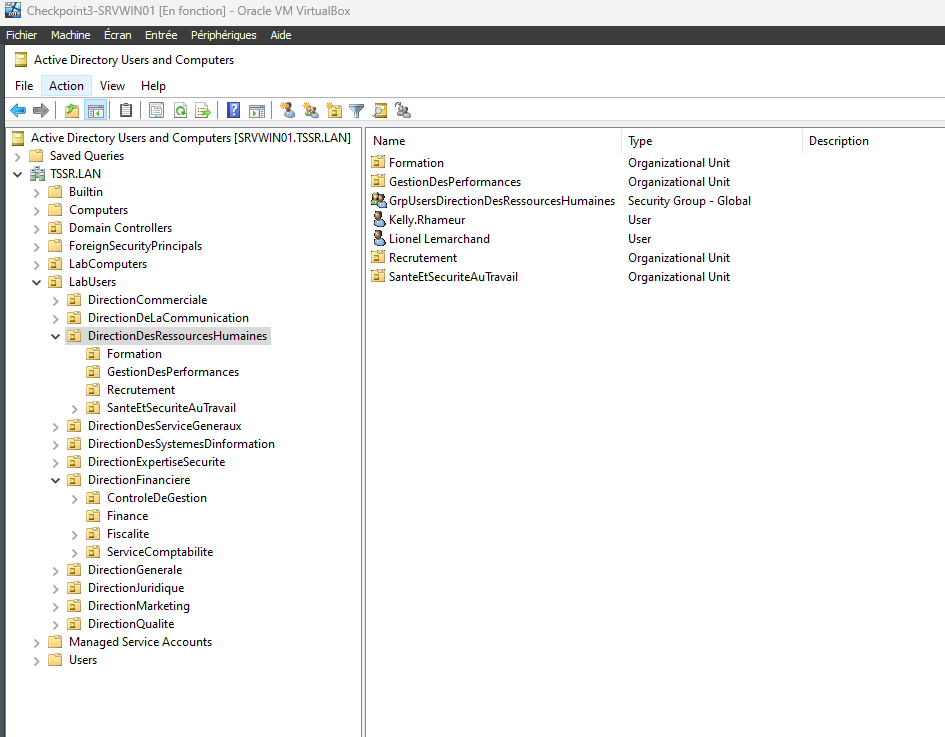 Checkpoint3-SRVWIN01 [En fonction] - Oracle VM VirtualBox
Fichier Machine Écran Entrée Périphériques Aide
Active Directory Users and Computers
File Action View Help
Active Directory Users and Computers [SRVWIN01.TSSR.LAN]
Saved Queries
TSSR.LAN
Builtin
Computers
Domain Controllers
ForeignSecurityPrincipals
LabComputers
LabUsers
DirectionCommerciale
DirectionDeLaCommunication
DirectionDesRessourcesHumaines
Formation
GestionDesPerformances
Recrutement
SanteEtSecuriteAuTravail
DirectionDesServiceGeneraux
DirectionDesSystemesDinformation
DirectionExpertiseSecurite
DirectionFinanciere
ControleDeGestion
Finance
Fiscalite
ServiceComptabilite
DirectionGenerale
DirectionJuridique
DirectionMarketing
DirectionQualite
Managed Service Accounts
Users
Name Type Description
Formation Organizational Unit
GestionDesPerformances Organizational Unit
GrpUsersDirectionDesRessourcesHumaines Security Group - Global
Kelly.Rhameur User
Lionel Lemarchand User
Recrutement Organizational Unit
SanteEtSecuriteAuTravail Organizational Unit